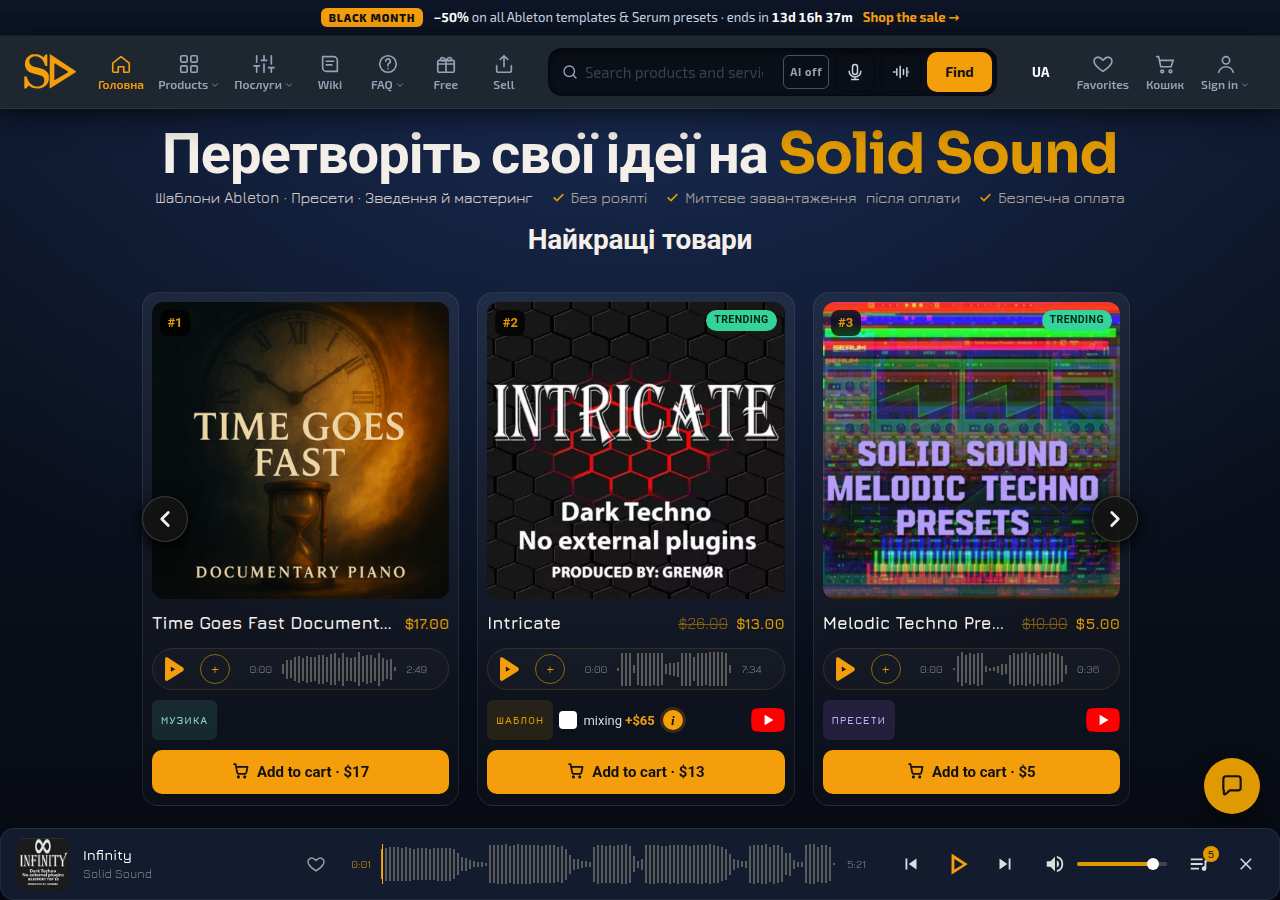 BLACK MONTH −50% on all Ableton templates & Serum presets · ends in 13d 16h 37m Shop the sale →
SD
Головна Products Послуги Wiki FAQ Free Sell
Search products and servi
AI off
Find
UA
Favorites Кошик Sign in
Перетворіть свої ідеї на Solid Sound
Шаблони Ableton · Пресети · Зведення й мастеринг Без роялті Миттєве завантаження після оплати Безпечна оплата
Найкращі товари
#1
TIME GOES
FAST
DOCUMENTARY PIANO
Time Goes Fast Document... $17.00
+ 0:00 2:49
МУЗИКА
Add to cart · $17
#2
TRENDING
INTRICATE
Dark Techno
No external plugins
PRODUCED BY: GRENØR
Intricate $26.00 $13.00
+ 0:00 7:34
ШАБЛОН mixing +$65 i
Add to cart · $13
#3
TRENDING
SERUM
SOLID SOUND
MELODIC TECHNO
PRESETS
Melodic Techno Pre... $10.00 $5.00
+ 0:00 0:36
ПРЕСЕТИ
Add to cart · $5
INFINITY
Dark Techno
No external plugins
Infinity
Solid Sound
0:01 5:21
5